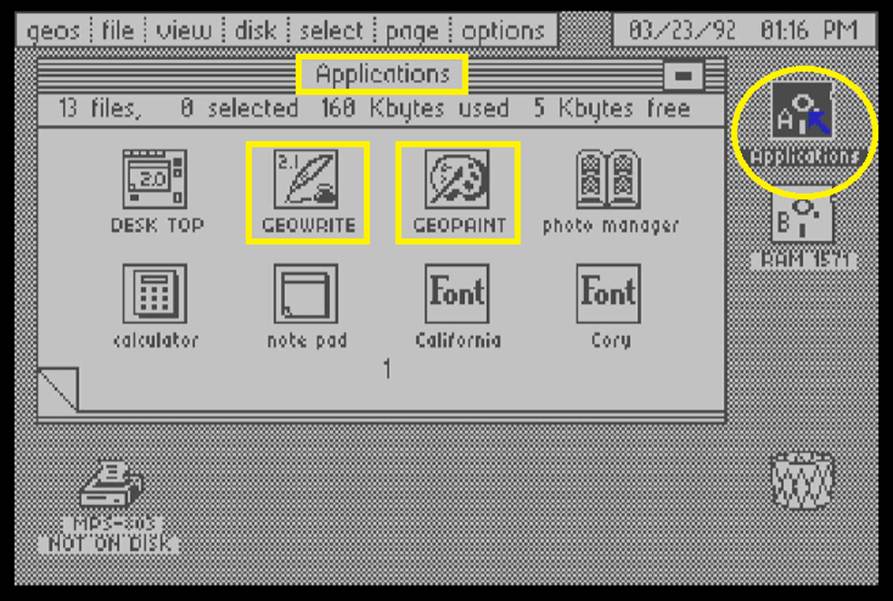 geos file view disk select page options 03/23/92 01:16 PM
Applications
13 files, 0 selected 160 Kbytes used 5 Kbytes free
2.0 2.1
DESK TOP GEOWRITE GEOPAINT photo manager
Font Font
calculator note pad California Cory
1
A
Applications
B
RAM 1571
MPS-803
NOT ON DISK